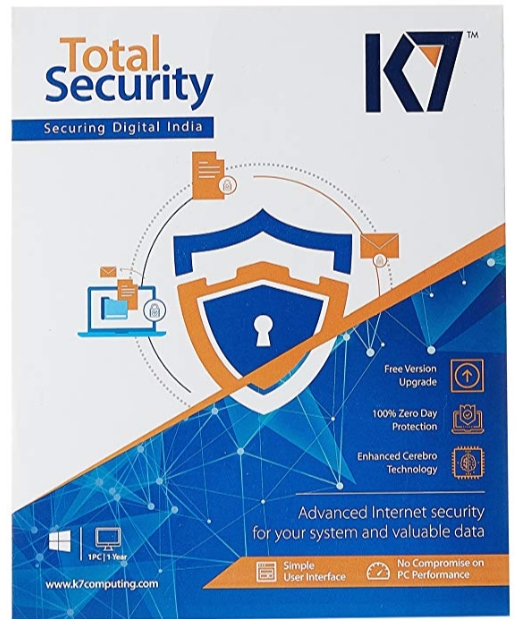 Total
Security
Securing Digital India
K7 ™
Free Version
Upgrade
100% Zero Day
Protection
Enhanced Cerebro
Technology
Advanced Internet security
for your system and valuable data
1PC | 1 Year
www.k7computing.com
Simple
User Interface
No Compromise on
PC Performance